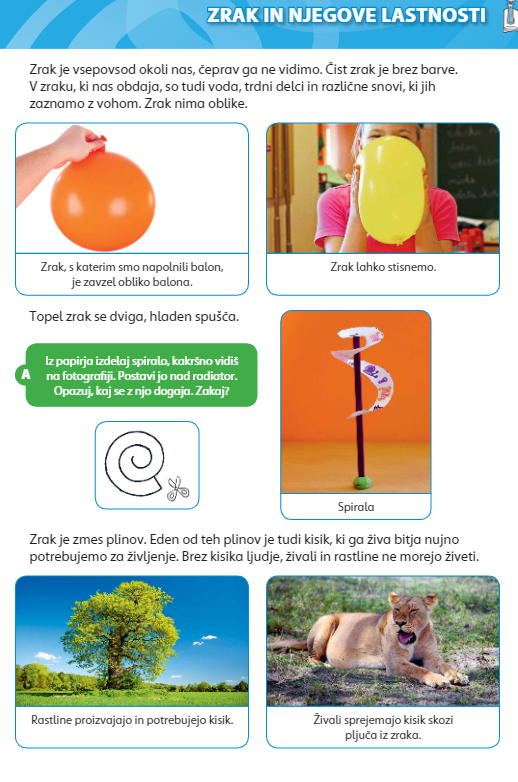 ZRAK IN NJEGOVE LASTNOSTI
Zrak je vsepovsod okoli nas, čeprav ga ne vidimo. Čist zrak je brez barve.
V zraku, ki nas obdaja, so tudi voda, trdni delci in različne snovi, ki jih
zaznamo z vohom. Zrak nima oblike.
Zrak, s katerim smo napolnili balon,
je zavzel obliko balona.
Zrak lahko stisnemo.
Topel zrak se dviga, hladen spušča.
A
Iz papirja izdelaj spiralo, kakršno vidiš
na fotografiji. Postavi jo nad radiator.
Opazuj, kaj se z njo dogaja. Zakaj?
Spirala
Zrak je zmes plinov. Eden od teh plinov je tudi kisik, ki ga živa bitja nujno
potrebujemo za življenje. Brez kisika ljudje, živali in rastline ne morejo živeti.
Rastline proizvajajo in potrebujejo kisik.
Živali sprejemajo kisik skozi
pljuča iz zraka.